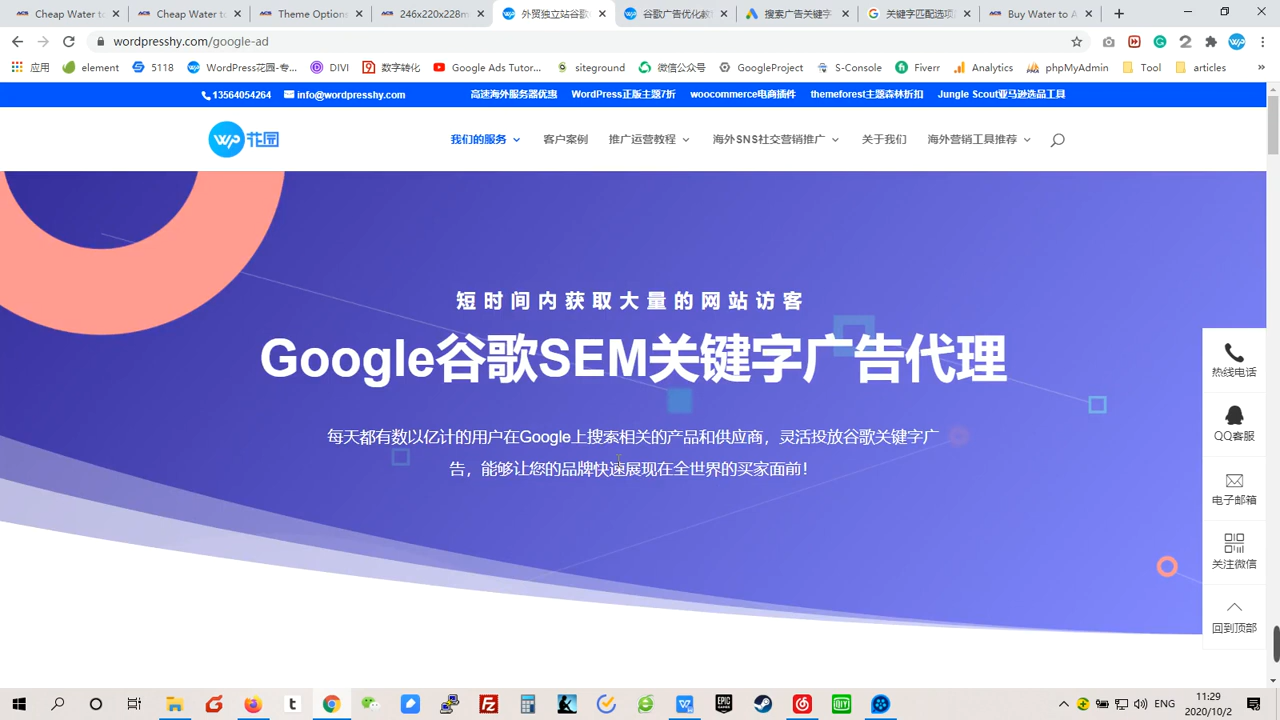 Cheap Water to
Cheap Water to
Theme Option
246x220x228m
外贸独立站谷歌
谷歌广告优化教
搜索广告关键字
关键字匹配选项
Buy Water to A
wordpresshy.com/google-ad
应用
element
5118
WordPress花园-专...
DIVI
数字转化
Google Ads Tutor...
siteground
微信公众号
GoogleProject
S-Console
Fiverr
Analytics
phpMyAdmin
Tool
articles
»
13564054264
info@wordpresshy.com
高速海外服务器优惠
WordPress正版主题7折
woocommerce电商插件
themeforest主题森林折扣
Jungle Scout亚马逊选品工具
WP花园
我们的服务
客户案例
推广运营教程
海外SNS社交营销推广
关于我们
海外营销工具推荐
短时间内获取大量的网站访客
Google谷歌SEM关键字广告代理
每天都有数以亿计的用户在Google上搜索相关的产品和供应商，灵活投放谷歌关键字广
告，能够让您的品牌快速展现在全世界的买家面前！
热线电话
QQ客服
电子邮箱
关注微信
回到顶部
ENG
11:29
2020/10/2